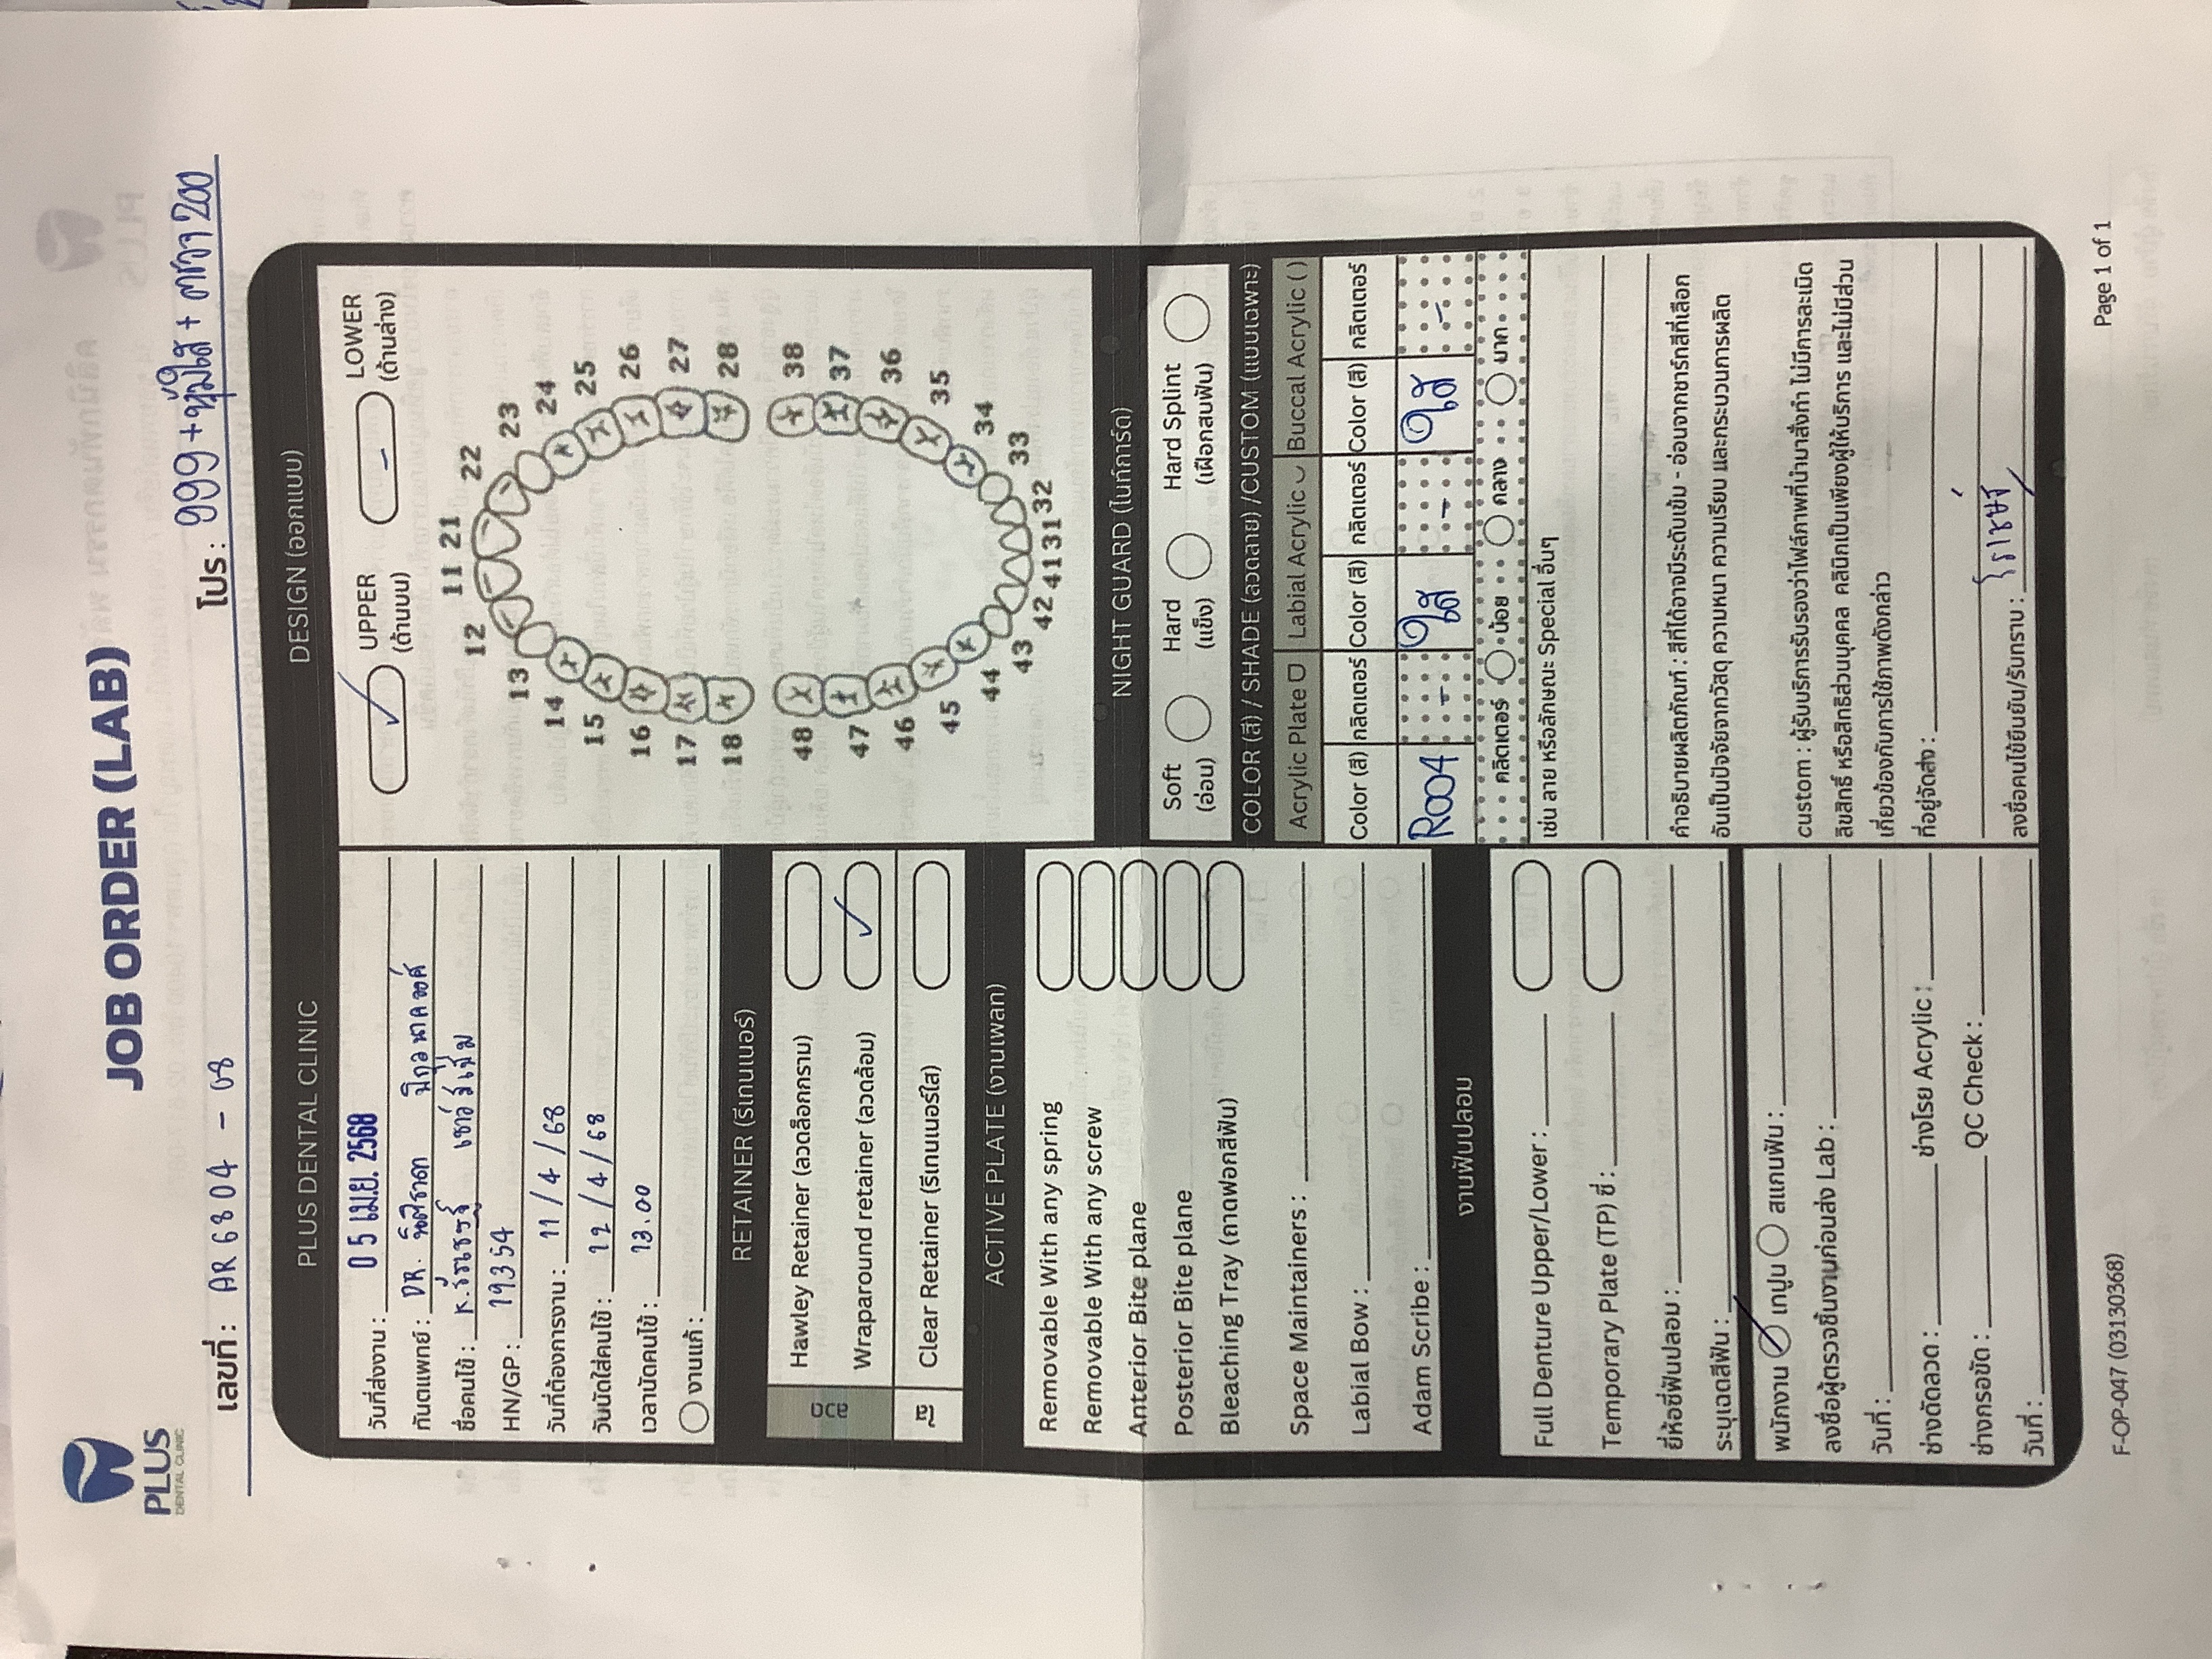 PLUS
DENTAL CLINIC
JOB ORDER (LAB)
เลขที่ : AR 6804 - 08
โปร : 999 + หุ้มใส + ตรวจ 200
PLUS DENTAL CLINIC
วันที่ส่งงาน : 05 เม.ย. 2568
ทันตแพทย์ : DR.
ชื่อคนไข้ : K.
HN/GP : 19354
วันที่ต้องการงาน : 11 / 4 / 68
วันนัดใส่คนไข้ : 12 / 4 / 68
เวลานัดคนไข้ : 13.00
งานแก้ :
RETAINER (รีเทนเนอร์)
ลวด
Hawley Retainer (ลวดล็อกกราม)
Wraparound retainer (ลวดล้อม) ✓
ใส
Clear Retainer (รีเทนเนอร์ใส)
ACTIVE PLATE (งานเพลท)
Removable With any spring
Removable With any screw
Anterior Bite plane
Posterior Bite plane
Bleaching Tray (ถาดฟอกสีฟัน)
Space Maintainers :
Labial Bow :
Adam Scribe :
งานฟันปลอม
Full Denture Upper/Lower :
Temporary Plate (TP) ซี่ :
ยี่ห้อซี่ฟันปลอม :
ระบุเฉดสีฟัน :
พนักงาน ✓ เทปูน สแกนฟัน :
ลงชื่อผู้ตรวจชิ้นงานก่อนส่ง Lab :
วันที่ :
ช่างดัดลวด : ช่างโรย Acrylic :
ช่างกรอขัด : QC Check :
วันที่ :
DESIGN (ออกแบบ)
✓ UPPER - LOWER
(ด้านบน) (ด้านล่าง)
11 21
12 22
13 23
14 24
15 25
16 26
17 27
18 28
48 38
47 37
46 36
45 35
44 34
43 33
42 41 31 32
NIGHT GUARD (ไนท์การ์ด)
Soft Hard Hard Splint
(อ่อน) (แข็ง) (เฝือกสบฟัน)
COLOR (สี) / SHADE (ลวดลาย) /CUSTOM (แบบเฉพาะ)
Acrylic Plate Labial Acrylic Buccal Acrylic ( )
Color (สี) กลิตเตอร์ Color (สี) กลิตเตอร์ Color (สี) กลิตเตอร์
R004 - ใส - ใส -
คลิตเตอร์ น้อย กลาง มาก
เช่น ลาย หรือลักษณะ Special อื่นๆ
คำอธิบายผลิตภัณฑ์ : สีที่ได้อาจมีระดับเข้ม - อ่อนจากชาร์ทสีที่เลือก
อันเป็นปัจจัยจากวัสดุ ความหนา ความเรียบ และกระบวนการผลิต
custom : ผู้รับบริการรับรองว่าไฟล์ภาพที่นำมาสั่งทำ ไม่มีการละเมิด
ลิขสิทธิ์ หรือสิทธิส่วนบุคคล คลินิกเป็นเพียงผู้ให้บริการ และไม่มีส่วน
เกี่ยวข้องกับการใช้ภาพดังกล่าว
ที่อยู่จัดส่ง :
ลงชื่อคนไข้ยืนยัน/รับทราบ :
F-OP-047 (03130368)
Page 1 of 1